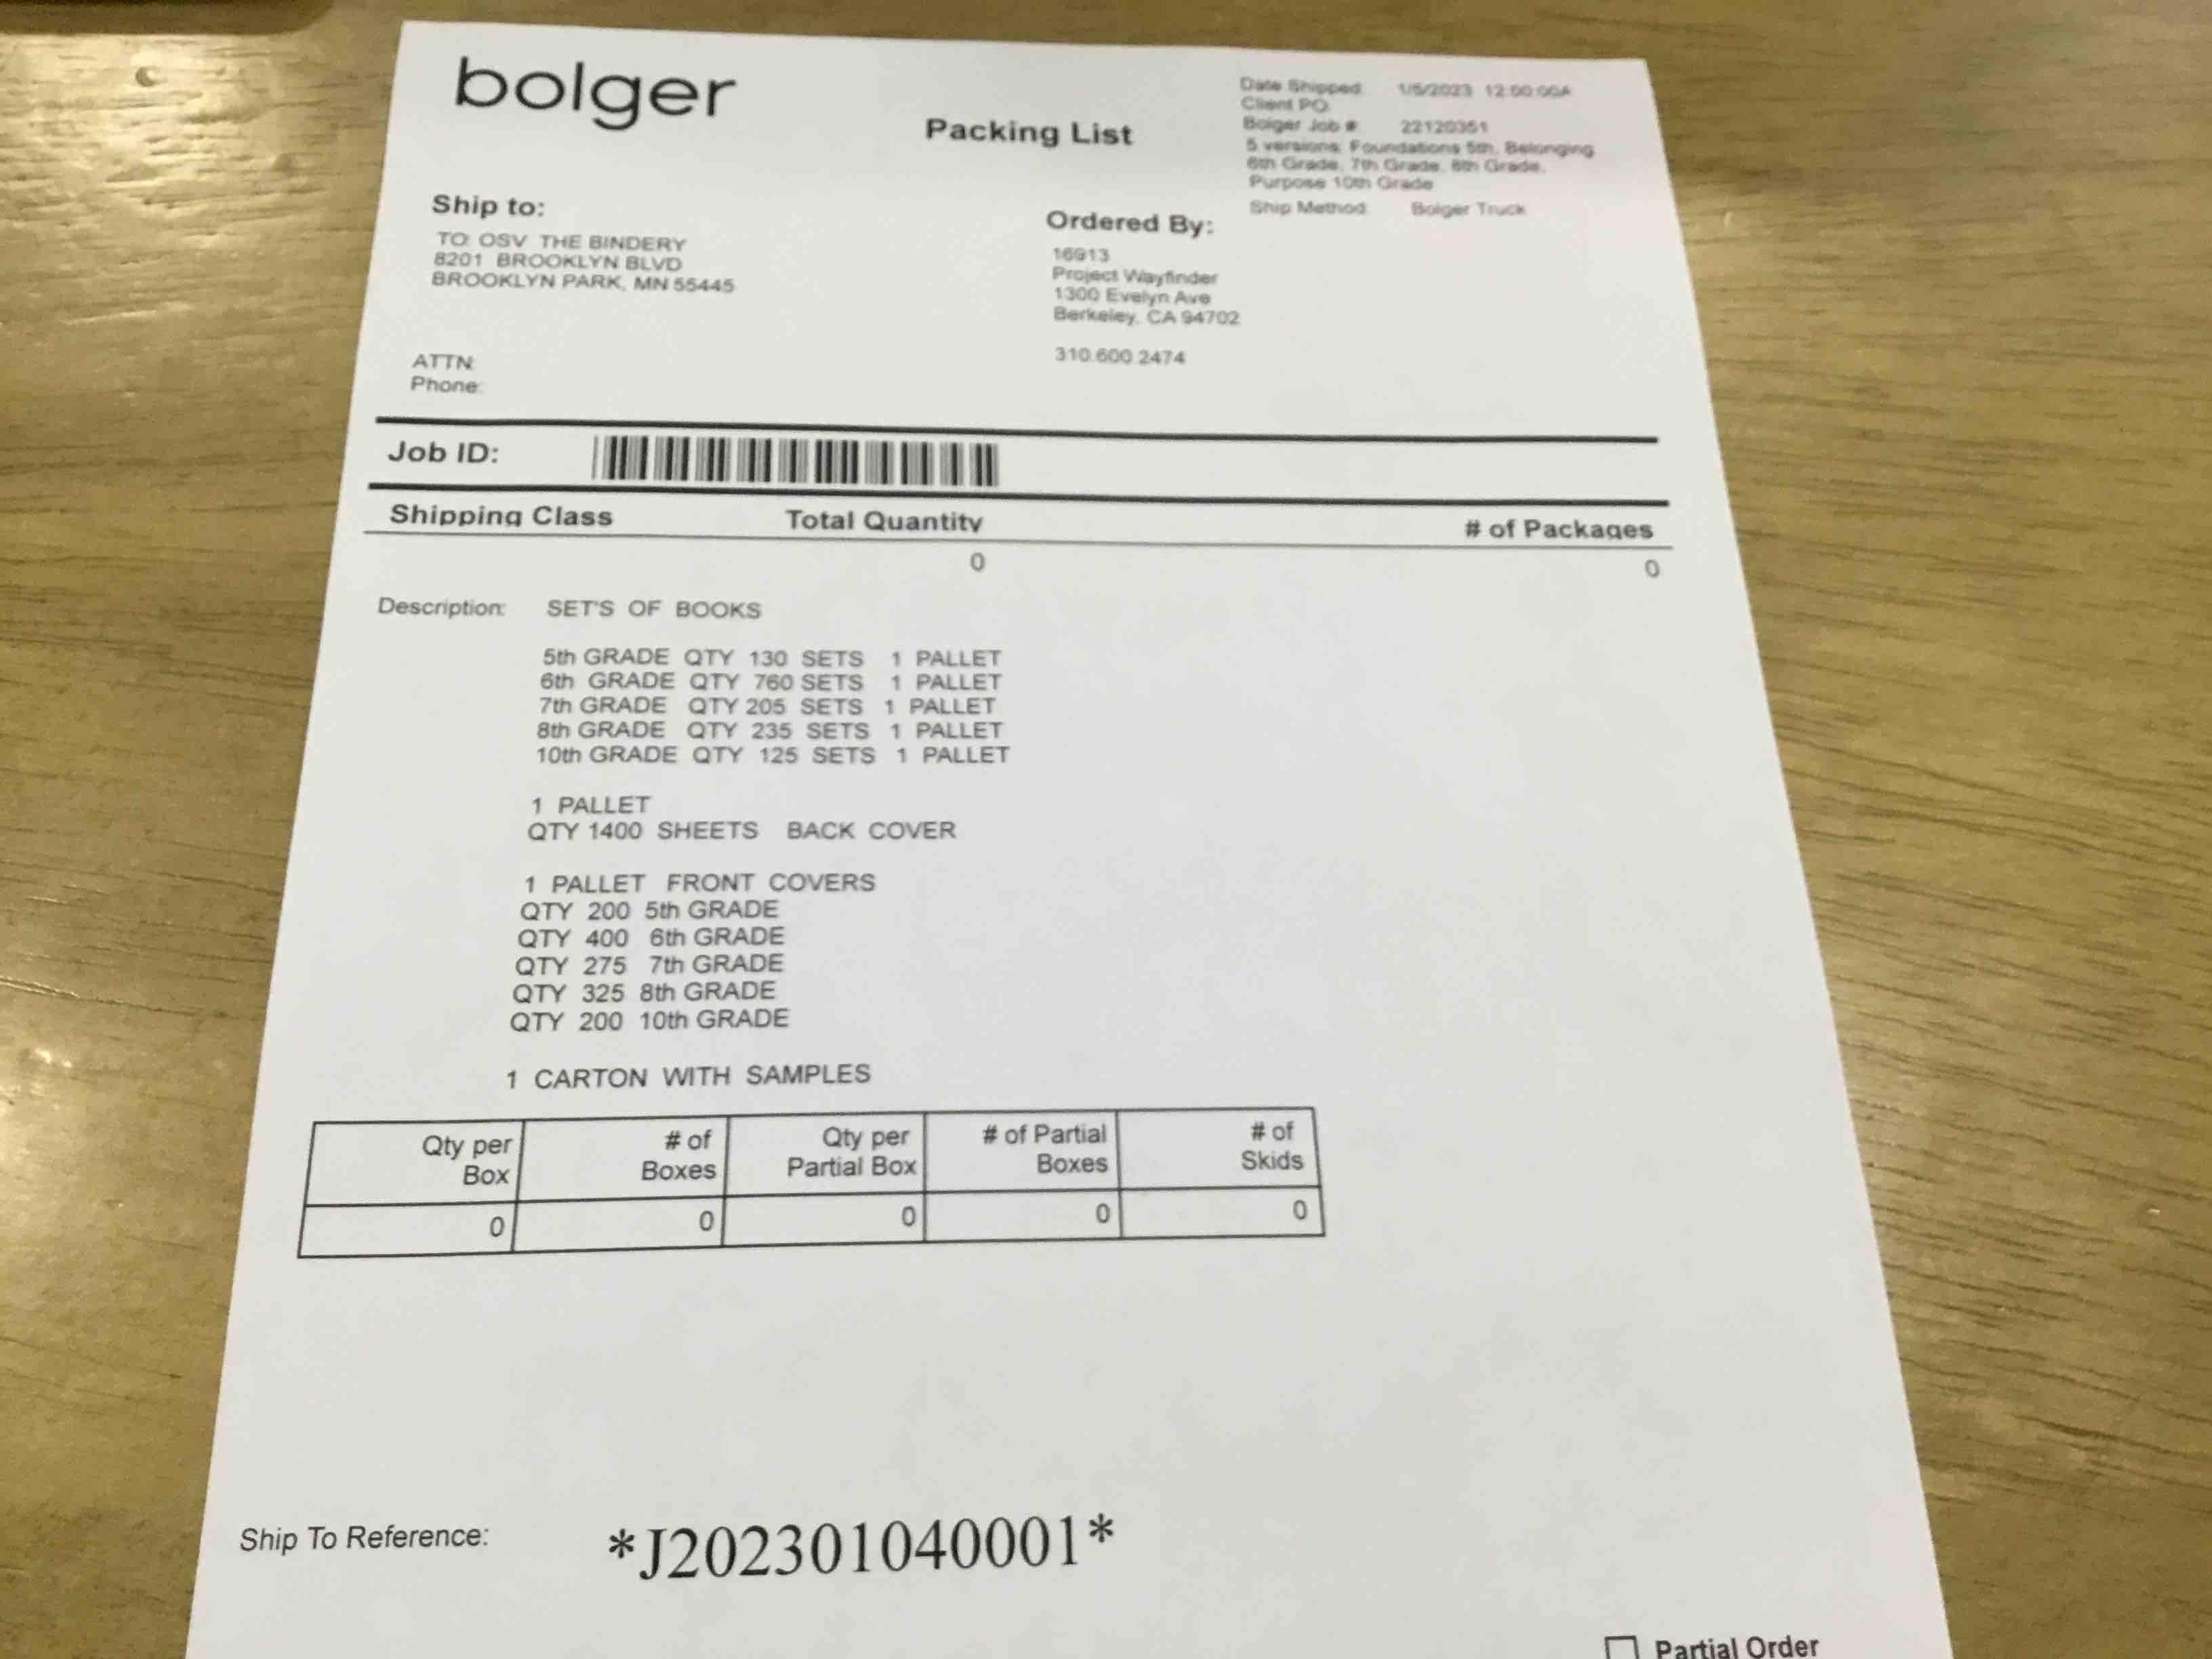 bolger
Packing List
Date Shipped: 1/5/2023 12:00:00A
Client PO:
Bolger Job #: 22120351
5 versions: Foundations 5th, Belonging
6th Grade, 7th Grade, 8th Grade,
Purpose 10th Grade
Ship Method: Bolger Truck
Ship to:
TO: OSV THE BINDERY
8201 BROOKLYN BLVD
BROOKLYN PARK, MN 55445
ATTN:
Phone:
Ordered By:
16913
Project Wayfinder
1300 Evelyn Ave
Berkeley, CA 94702
310.600.2474
Job ID:
Shipping Class Total Quantity # of Packages
0 0
Description: SET'S OF BOOKS
5th GRADE QTY 130 SETS 1 PALLET
6th GRADE QTY 760 SETS 1 PALLET
7th GRADE QTY 205 SETS 1 PALLET
8th GRADE QTY 235 SETS 1 PALLET
10th GRADE QTY 125 SETS 1 PALLET
1 PALLET
QTY 1400 SHEETS BACK COVER
1 PALLET FRONT COVERS
QTY 200 5th GRADE
QTY 400 6th GRADE
QTY 275 7th GRADE
QTY 325 8th GRADE
QTY 200 10th GRADE
1 CARTON WITH SAMPLES
Qty per # of Qty per # of Partial # of
Box Boxes Partial Box Boxes Skids
0 0 0 0 0
Ship To Reference: *J202301040001*
Partial Order